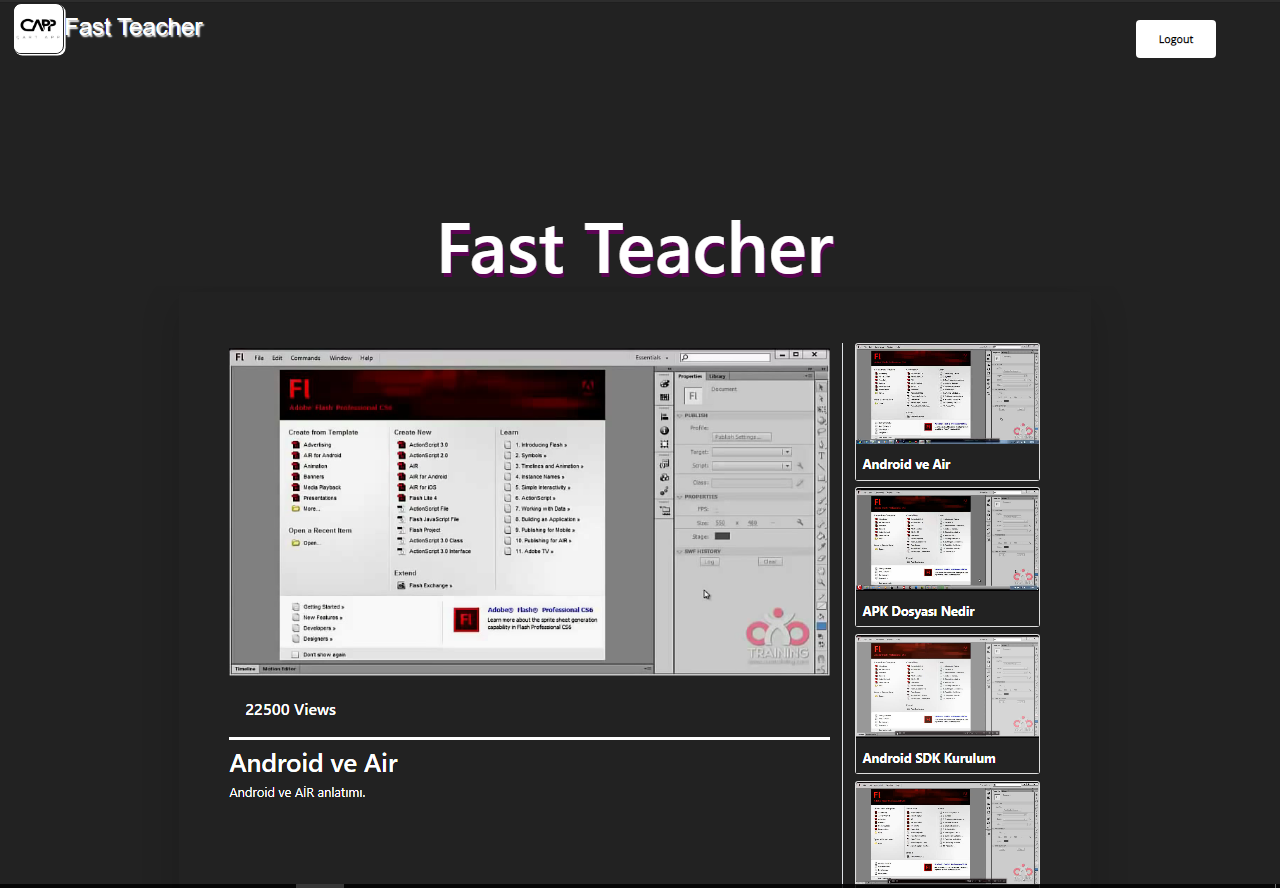 CAPP
Fast Teacher
Logout
Fast Teacher
Fl File Edit Commands Window Help
Essentials
Fl
Adobe Flash Professional CS6
Create from Template
Advertising
AIR for Android
Animation
Banners
Media Playback
Presentations
More...
Open a Recent Item
Open...
Create New
ActionScript 3.0
ActionScript 2.0
AIR
AIR for Android
AIR for iOS
Flash Lite 4
ActionScript File
Flash JavaScript File
Flash Project
ActionScript 3.0 Class
ActionScript 3.0 Interface
Extend
Flash Exchange »
Learn
1. Introducing Flash »
2. Symbols »
3. Timelines and Animation »
4. Instance Names »
5. Simple Interactivity »
6. ActionScript »
7. Working with Data »
8. Building an Application »
9. Publishing for Mobile »
10. Publishing for AIR »
11. Adobe TV »
Getting Started »
New Features »
Developers »
Designers »
Don't show again
Fl
Adobe® Flash® Professional CS6
Learn more about the sprite sheet generation
capability in Flash Professional CS6
Properties Library
Fl Document
PUBLISH
Profile:
Publish Settings...
Target:
Script:
Class:
PROPERTIES
FPS:
Size: 550 x 400
Stage:
SWF HISTORY
Log Clear
TRAINING
Timeline Motion Editor
22500 Views
Android ve Air
Android ve AİR anlatımı.
Android ve Air
APK Dosyası Nedir
Android SDK Kurulum